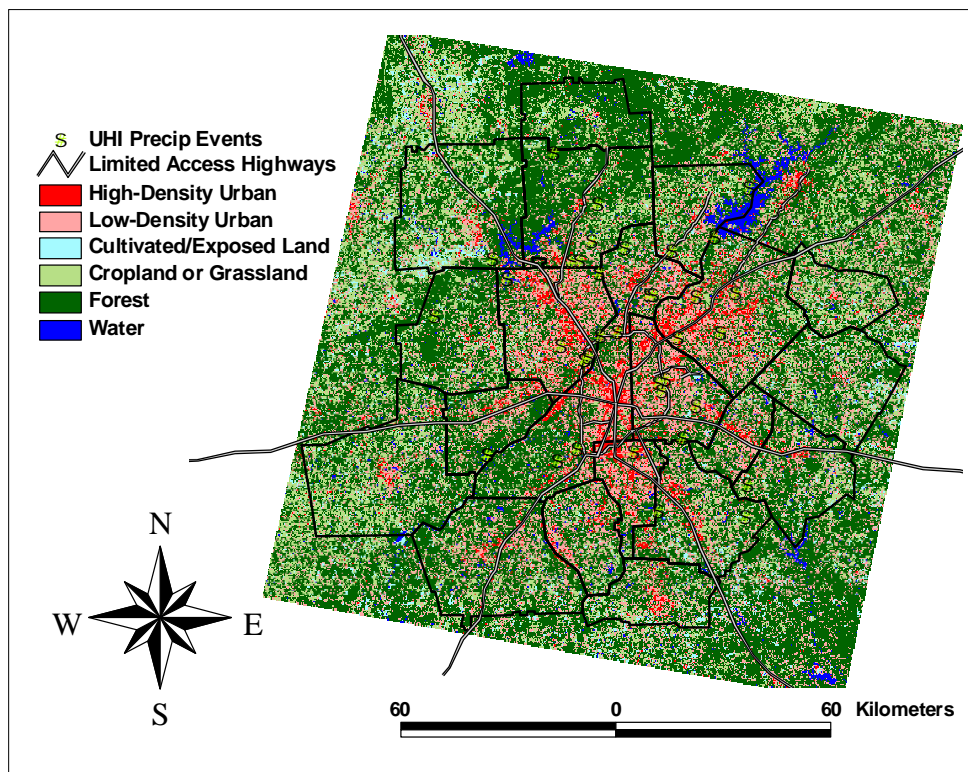 S UHI Precip Events
Limited Access Highways
High-Density Urban
Low-Density Urban
Cultivated/Exposed Land
Cropland or Grassland
Forest
Water
N
W E
S
60 0 60 Kilometers